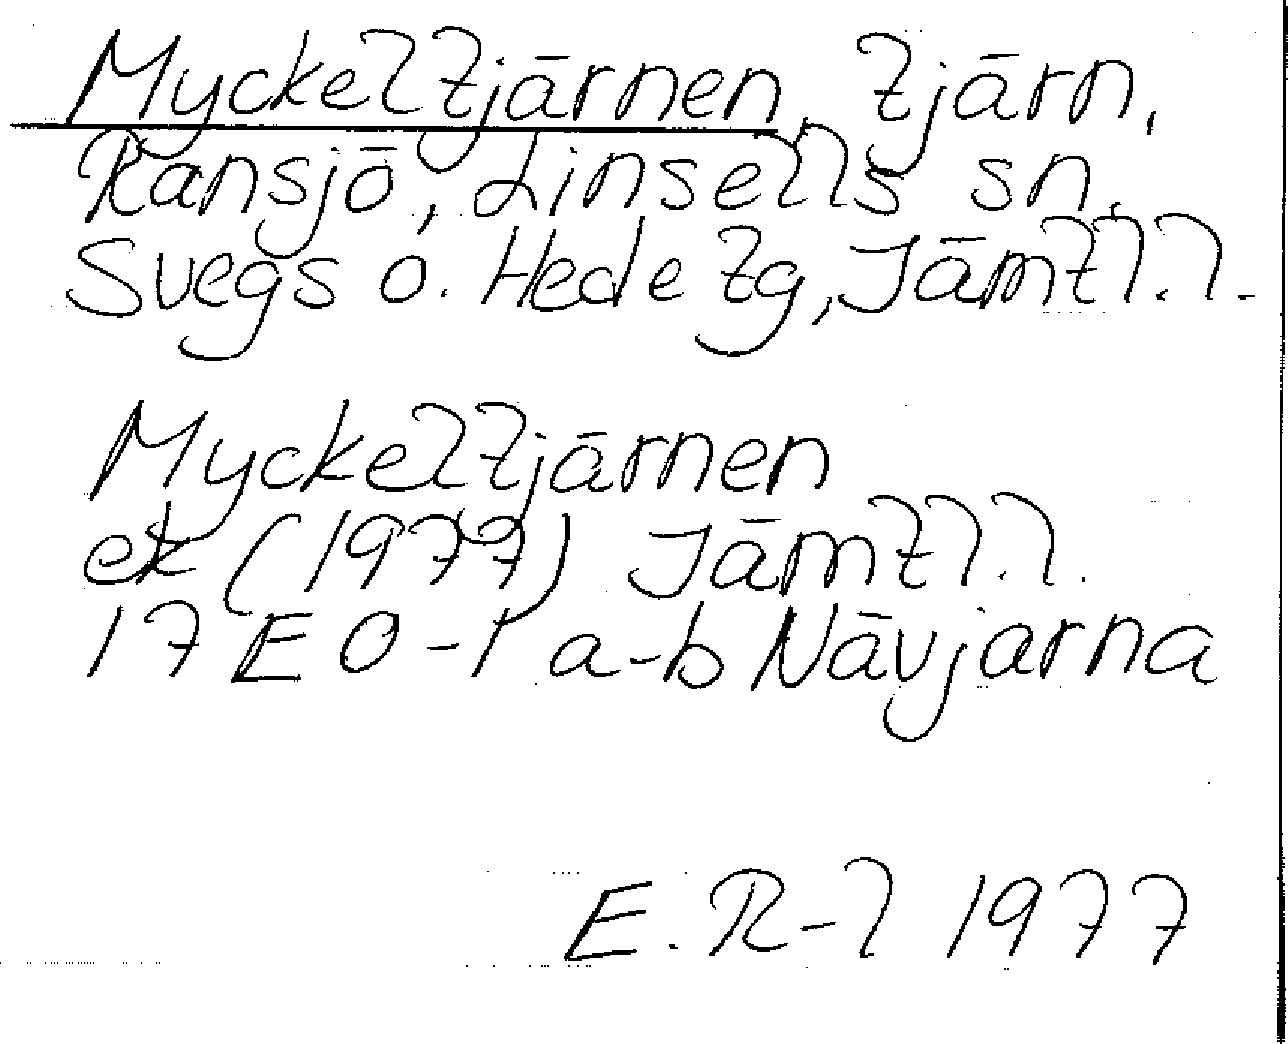 Myckeltjärnen, tjärn,
Ransjö, Linsells sn,
Svegs o. Hede tg, Jämtl.l.
Myckeltjärnen
ek (1977) Jämtl.l.
17 E 0-1 a-b Nävjarna
E. R-l 1977